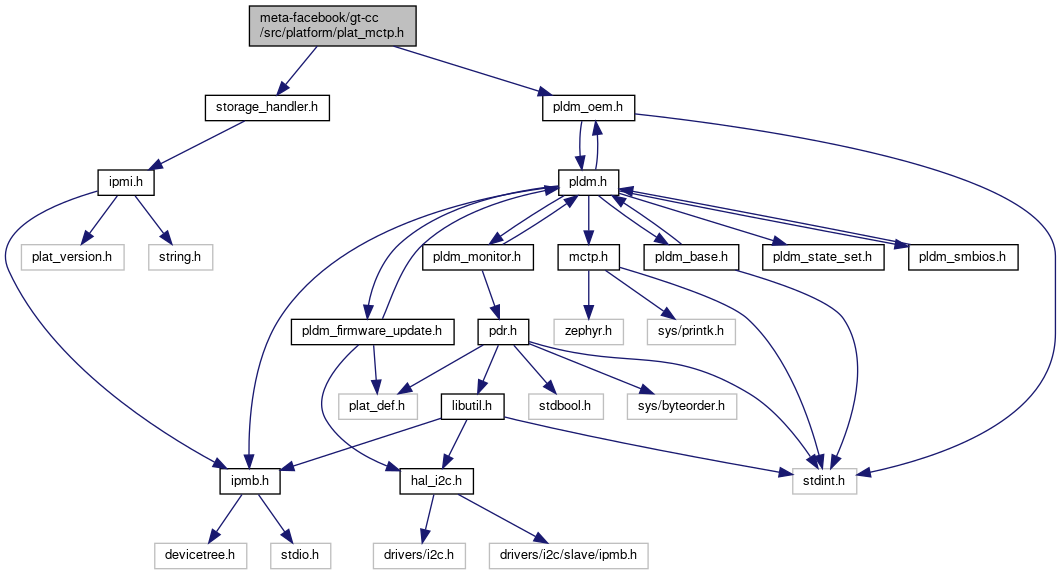 meta-facebook/gt-cc
/src/platform/plat_mctp.h
storage_handler.h
pldm_oem.h
ipmi.h
pldm.h
plat_version.h
string.h
pldm_monitor.h
mctp.h
pldm_base.h
pldm_state_set.h
pldm_smbios.h
pldm_firmware_update.h
pdr.h
zephyr.h
sys/printk.h
plat_def.h
libutil.h
stdbool.h
sys/byteorder.h
ipmb.h
hal_i2c.h
stdint.h
devicetree.h
stdio.h
drivers/i2c.h
drivers/i2c/slave/ipmb.h